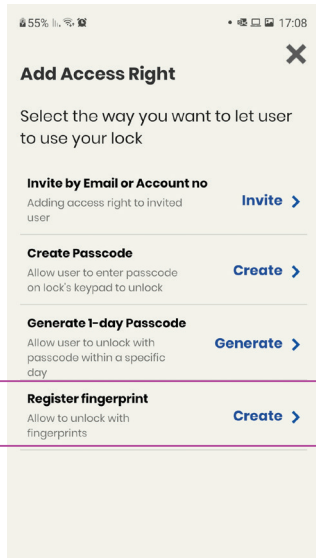 55%
17:08
Add Access Right
Select the way you want to let user
to use your lock
Invite by Email or Account no
Adding access right to invited
user
Invite
Create Passcode
Allow user to enter passcode
on lock's keypad to unlock
Create
Generate 1-day Passcode
Allow user to unlock with
passcode within a specific
day
Generate
Register fingerprint
Allow to unlock with
fingerprints
Create